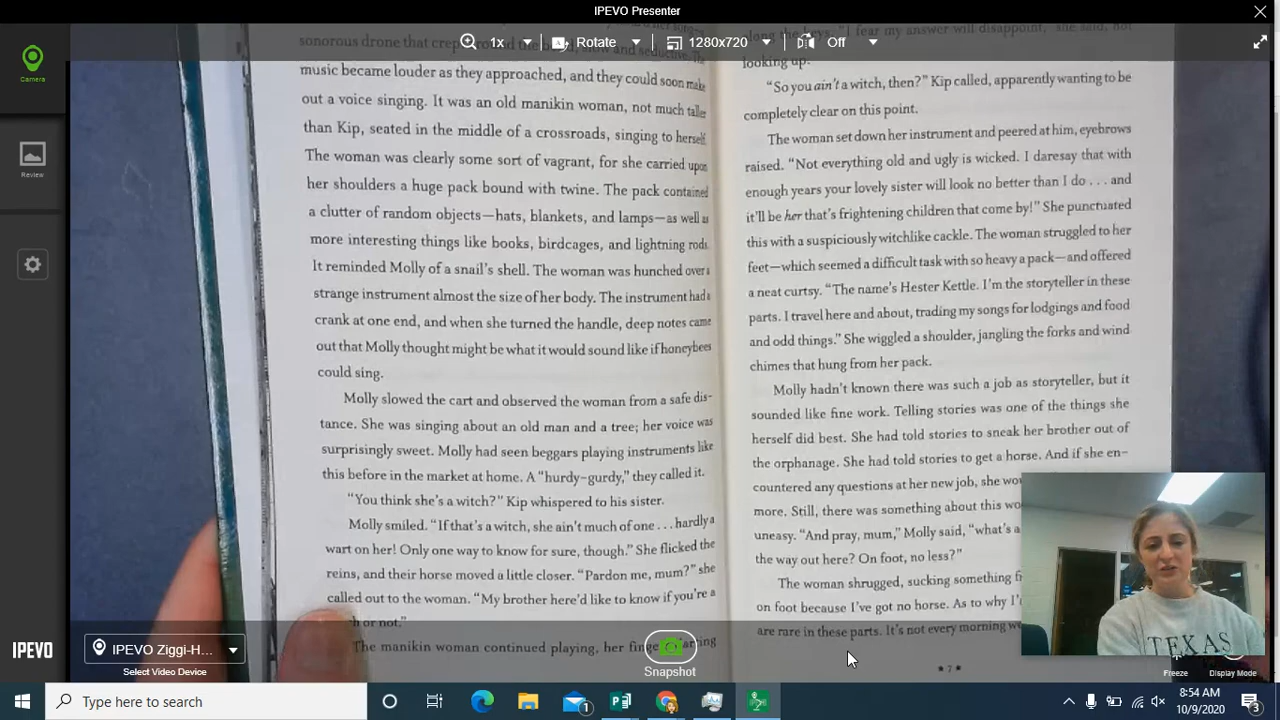 IPEVO Presenter
Camera
Review
IPEVO
1x
Rotate
1280x720
Off
sonorous drone that
music became louder as they approached, and they could soon make
out a voice singing. It was an old manikin woman, not much taller
than Kip, seated in the middle of a crossroads, singing to herself.
The woman was clearly some sort of vagrant, for she carried upon
her shoulders a huge pack bound with twine. The pack contained
a clutter of random objects—hats, blankets, and lamps—as well as
more interesting things like books, birdcages, and lightning rods.
It reminded Molly of a snail's shell. The woman was hunched over a
strange instrument almost the size of her body. The instrument had a
crank at one end, and when she turned the handle, deep notes came
out that Molly thought might be what it would sound like if honeybees
could sing.
Molly slowed the cart and observed the woman from a safe dis-
tance. She was singing about an old man and a tree; her voice was
surprisingly sweet. Molly had seen beggars playing instruments like
this before in the market at home. A "hurdy-gurdy," they called it.
"You think she's a witch?" Kip whispered to his sister.
Molly smiled. "If that's a witch, she ain't much of one . . . hardly a
wart on her! Only one way to know for sure, though." She flicked the
reins, and their horse moved a little closer. "Pardon me, mum?" she
called out to the woman. "My brother here'd like to know if you're a
or not."
The manikin woman continued playing, her
"I fear my answer will disappoint," she said, not
looking up.
"So you ain't a witch, then?" Kip called, apparently wanting to be
completely clear on this point.
The woman set down her instrument and peered at him, eyebrows
raised. "Not everything old and ugly is wicked. I daresay that with
enough years your lovely sister will look no better than I do . . . and
it'll be her that's frightening children that come by!" She punctuated
this with a suspiciously witchlike cackle. The woman struggled to her
feet—which seemed a difficult task with so heavy a pack—and offered
a neat curtsy. "The name's Hester Kettle. I'm the storyteller in these
parts. I travel here and about, trading my songs for lodgings and food
and odd things." She wiggled a shoulder, jangling the forks and wind
chimes that hung from her pack.
Molly hadn't known there was such a job as storyteller, but it
sounded like fine work. Telling stories was one of the things she
herself did best. She had told stories to sneak her brother out of
the orphanage. She had told stories to get a horse. And if she en-
countered any questions at her new job, she
more. Still, there was something about this
uneasy. "And pray, mum," Molly said, "what's a
the way out here? On foot, no less?"
The woman shrugged, sucking something
on foot because I've got no horse. As to why
are rare in these parts. It's not every morning
★ 7 ★
TEXAS
IPEVO Ziggi-H...
Select Video Device
Snapshot
Freeze
Display Mode
Type here to search
1
8:54 AM
10/9/2020
3